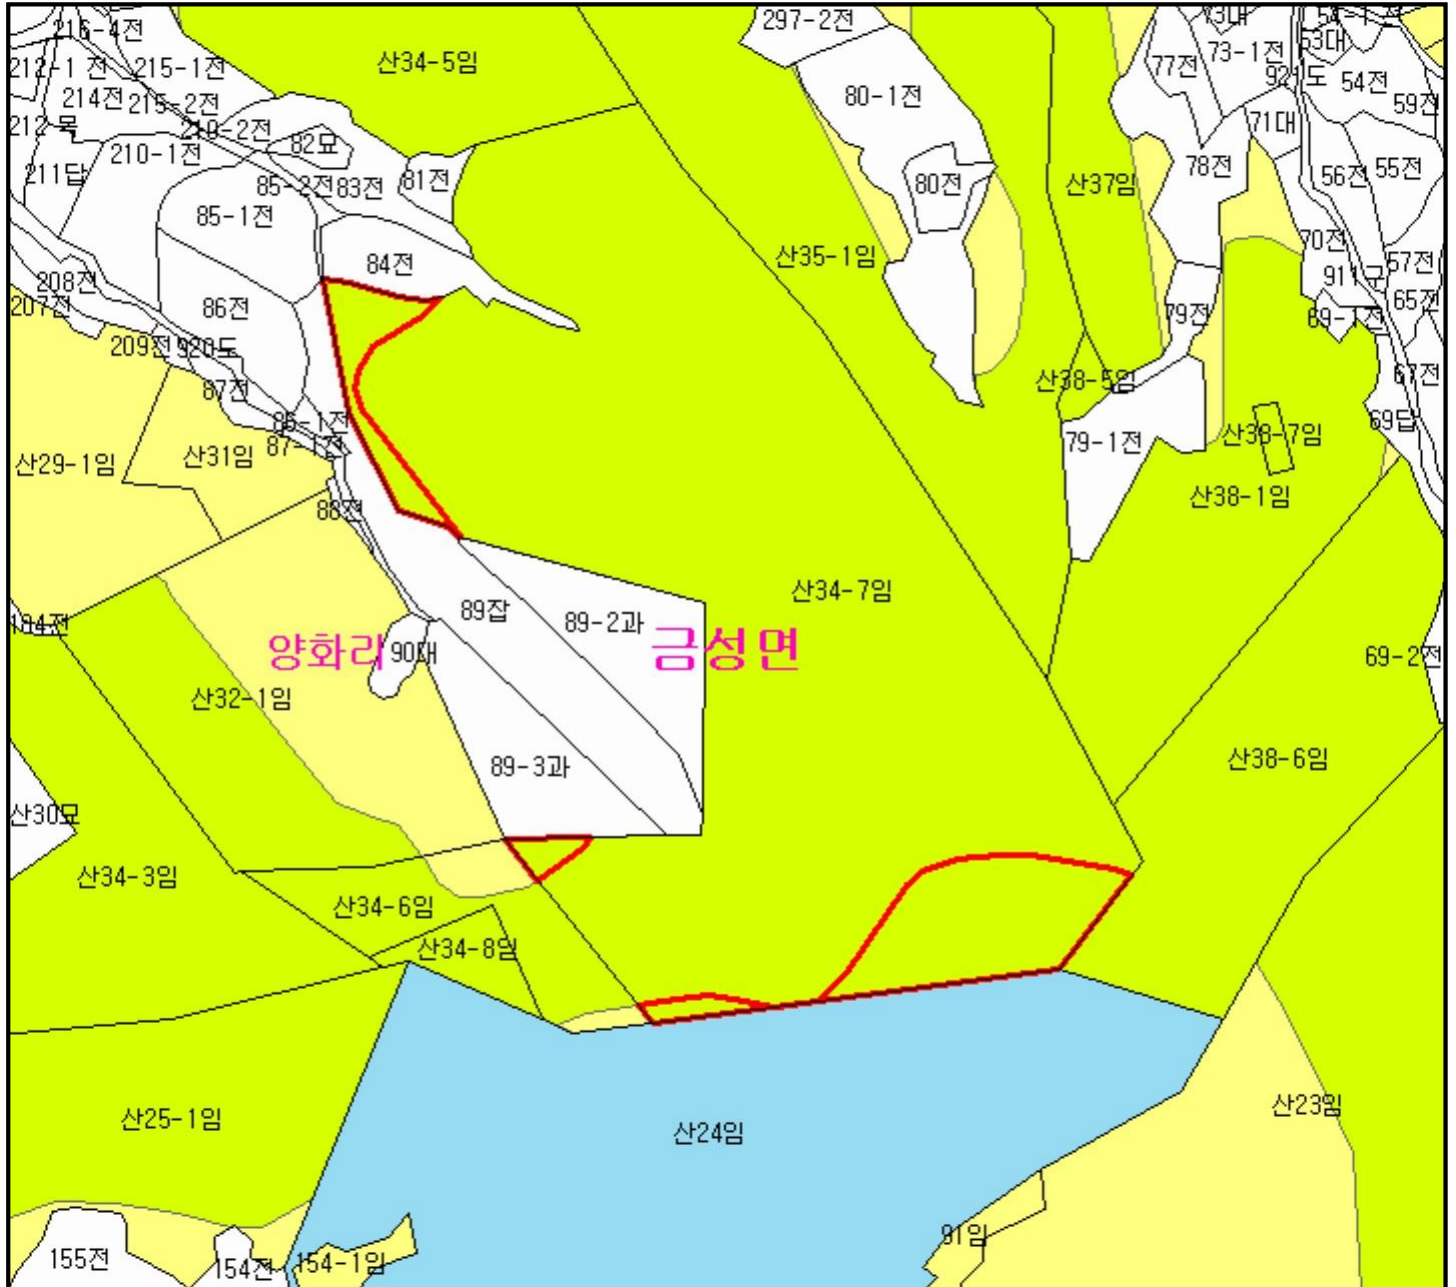 216-4전
297-2전
212-1 전
215-1전
산34-5임
73-1전
77전
921도
53대
54전
214전
215-2전
80-1전
59전
210-2전
71대
82묘
210-1전
211답
85-2전
83전
81전
80전
산37임
78전
56전
55전
85-1전
70전
산35-1임
84전
57전
208전
65전
207전
86전
79전
69-1전
209전
920도
87전
산38-5임
67전
86-1전
69답
87-1전
산38-7임
79-1전
산29-1임
산31임
산38-1임
88전
산34-7임
89잡
89-2과
양화리
90대
금성면
69-2전
산32-1임
89-3과
산38-6임
산30묘
산34-3임
산34-6임
산34-8임
산25-1임
산24임
산23임
91임
155전
154전
154-1임